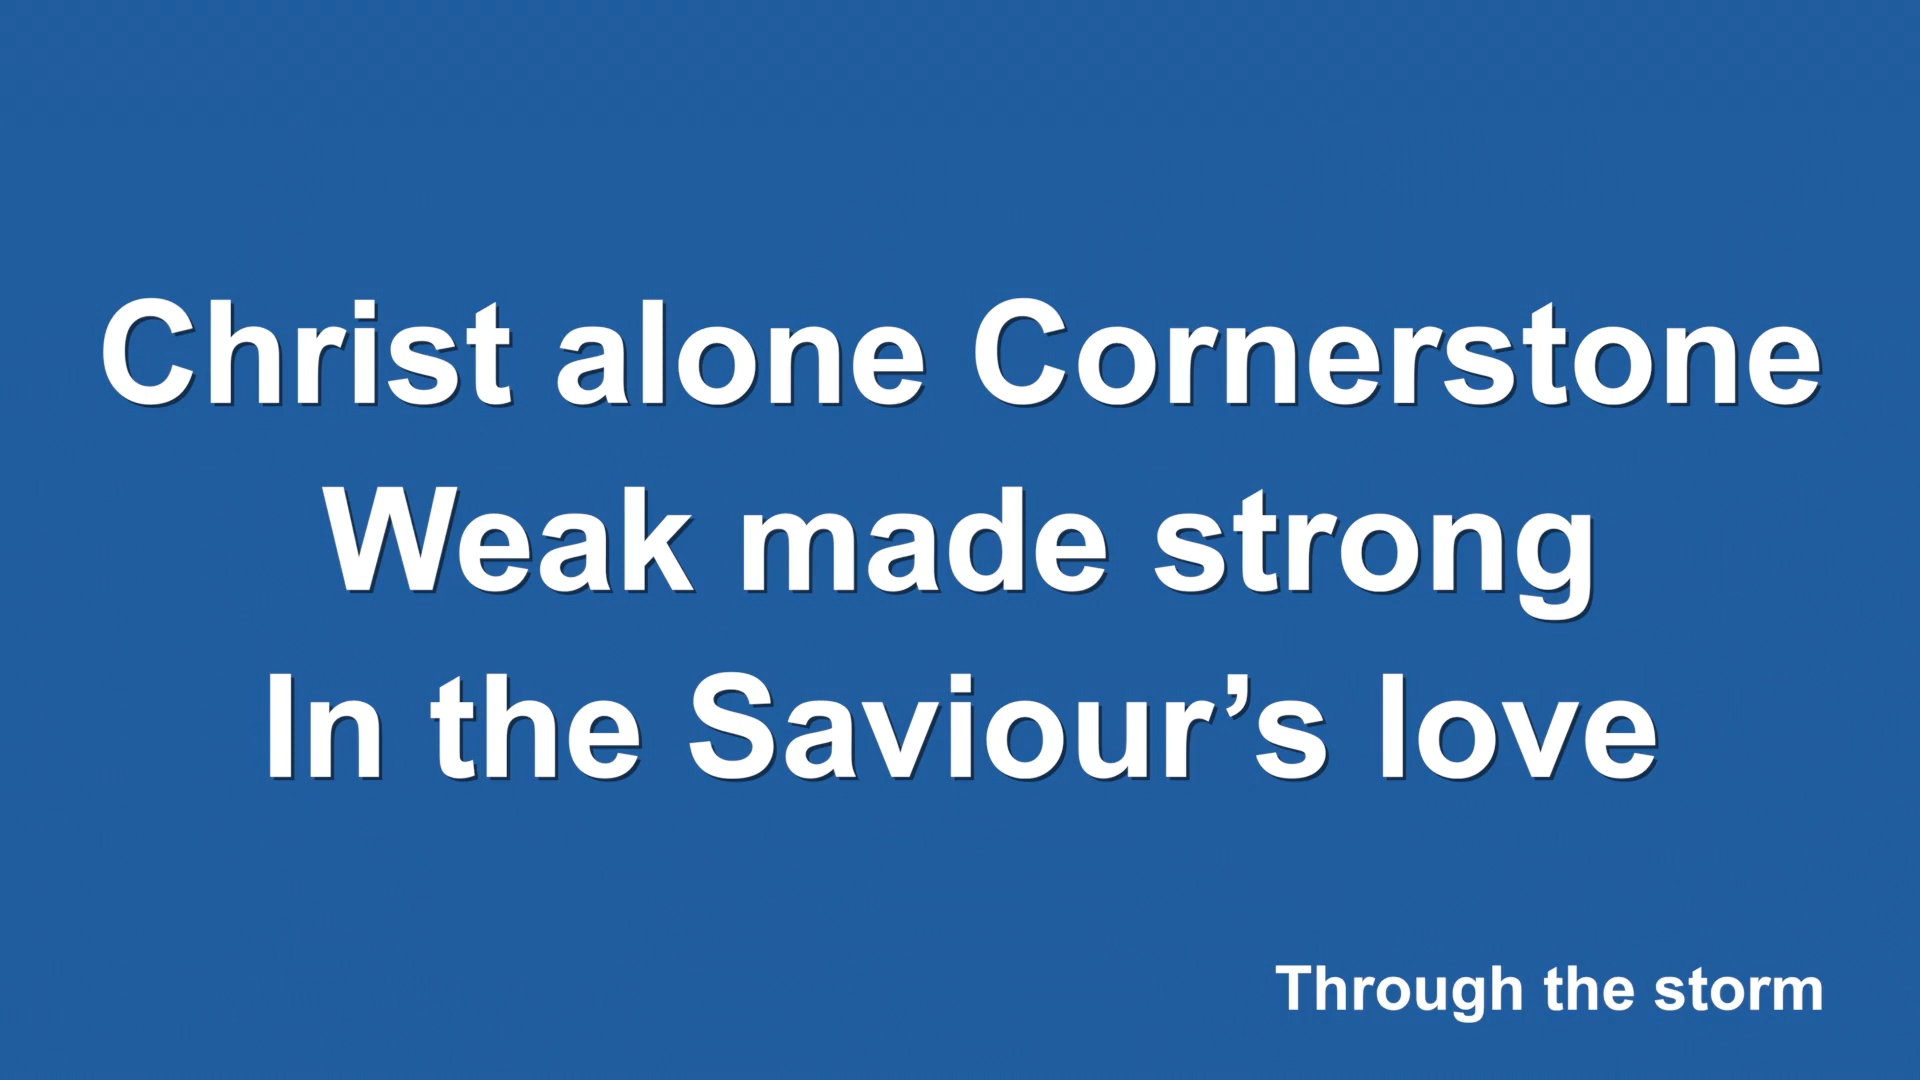 Christ alone Cornerstone
Weak made strong
In the Saviour’s love
Through the storm